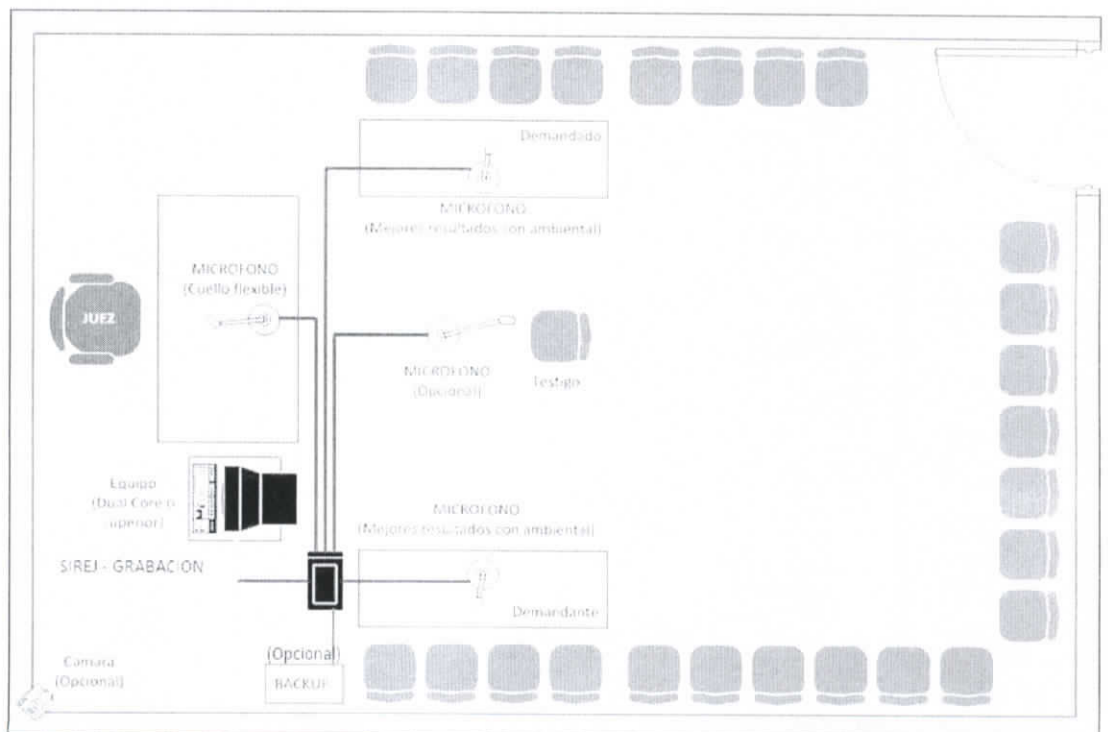 Demandado
MICROFONO
(Mejores resultados con ambiental)
MICROFONO
(Cuello flexible)
JUEZ
MICROFONO
(Opcional)
Testigo
Equipo
(Dual Core o
superior)
MICROFONO
(Mejores resultados con ambiental)
SIREJ - GRABACION
Demandante
Camara
(Opcional)
(Opcional)
BACKUP